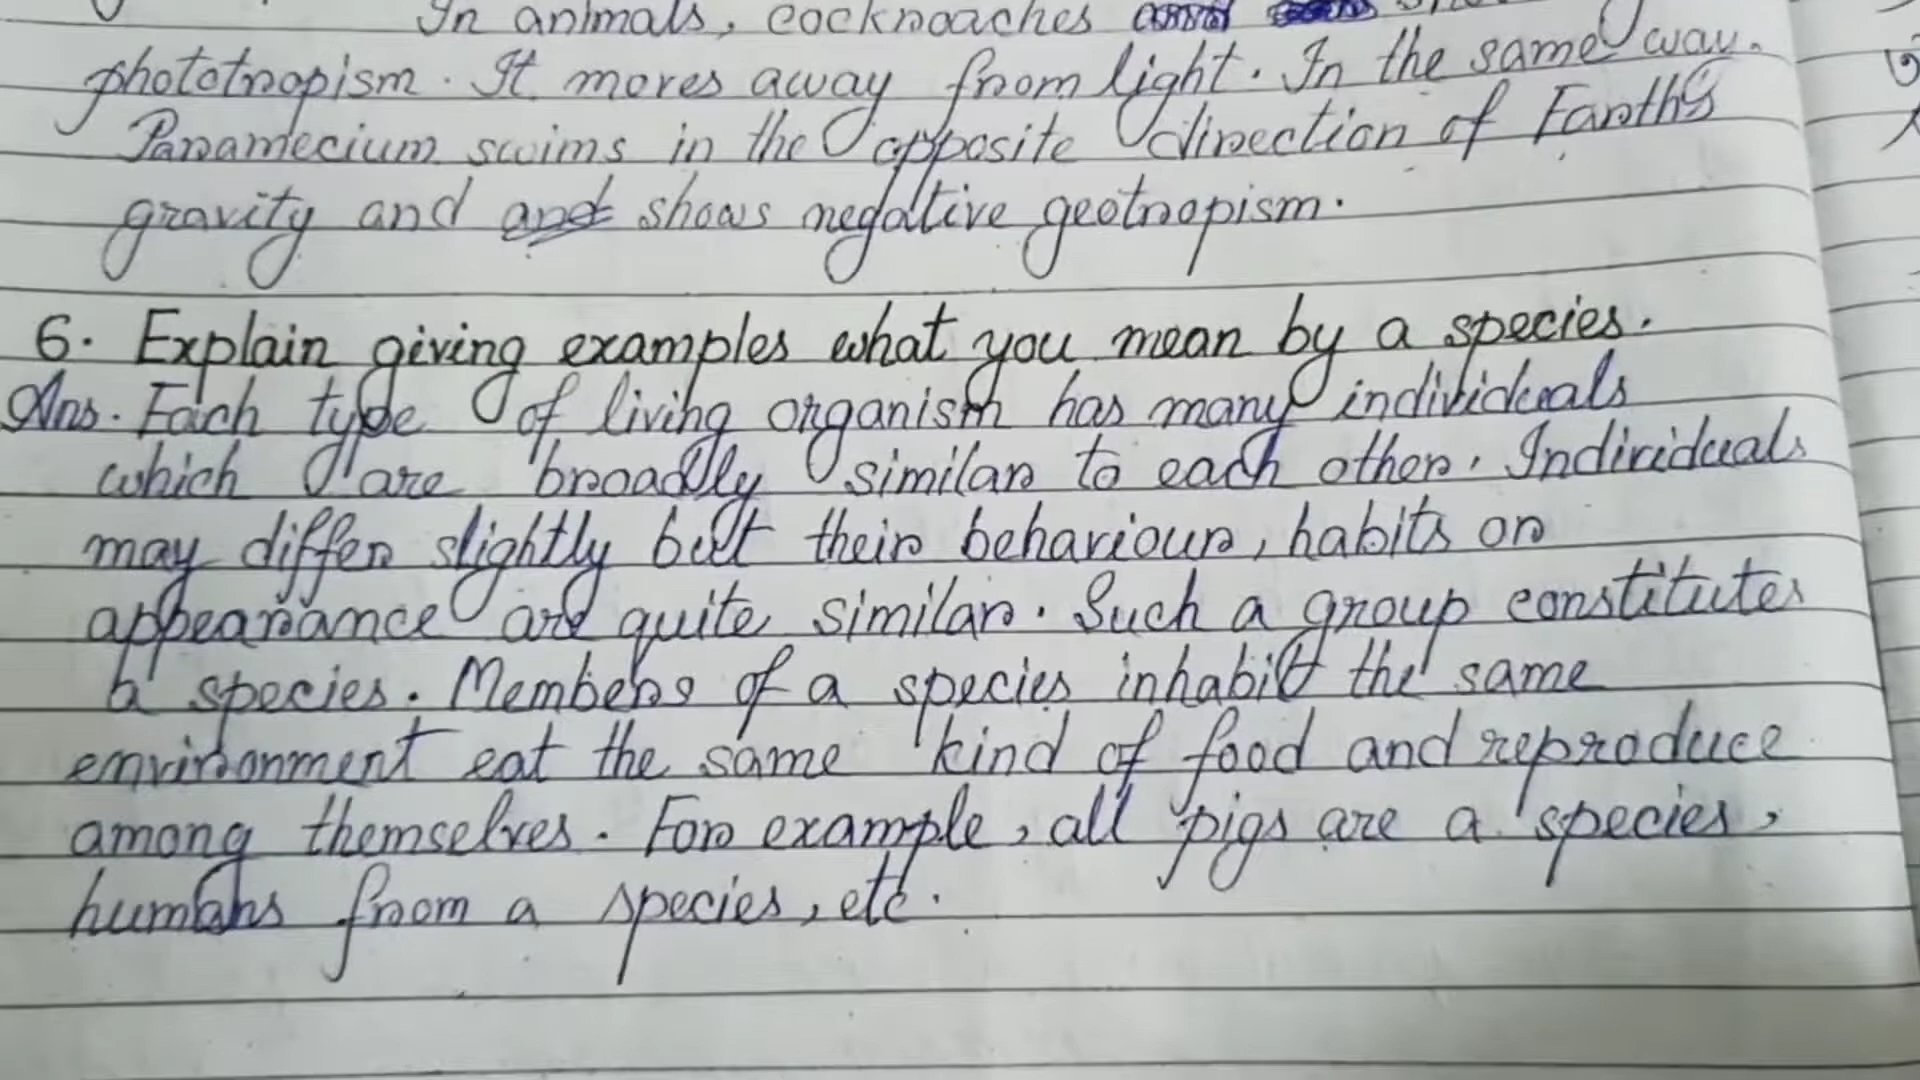 In animals, cockroaches
phototropism. It moves away from light. In the same way.
Paramecium swims in the opposite direction of Earth's
gravity and and shows negative geotropism.
6. Explain giving examples what you mean by a species.
Ans. Each type of living organism has many individuals
which are broadly similar to each other. Individuals
may differ slightly but their behaviour, habits or
appearance are quite similar. Such a group constitutes
a species. Members of a species inhabit the same
environment eat the same kind of food and reproduce
among themselves. For example, all pigs are a species,
humans from a species, etc.